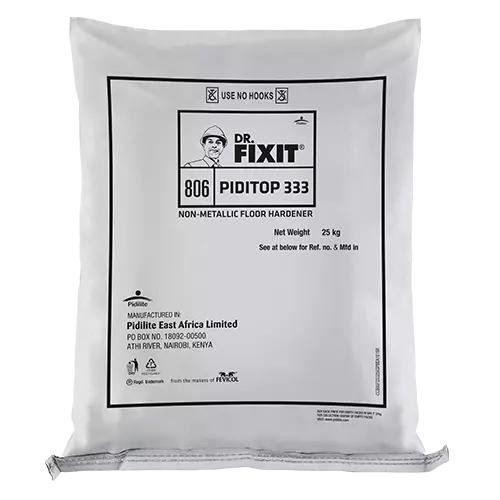 USE NO HOOKS
DR.
FIXIT®
806 PIDITOP 333
NON-METALLIC FLOOR HARDENER
Net Weight 25 kg
See at below for Ref. no. & Mfd in
Pidilite
MANUFACTURED IN:
Pidilite East Africa Limited
PO BOX NO. 18092-00500
ATHI RIVER, NAIROBI, KENYA
® Regd. trademark from the makers of FEVICOL